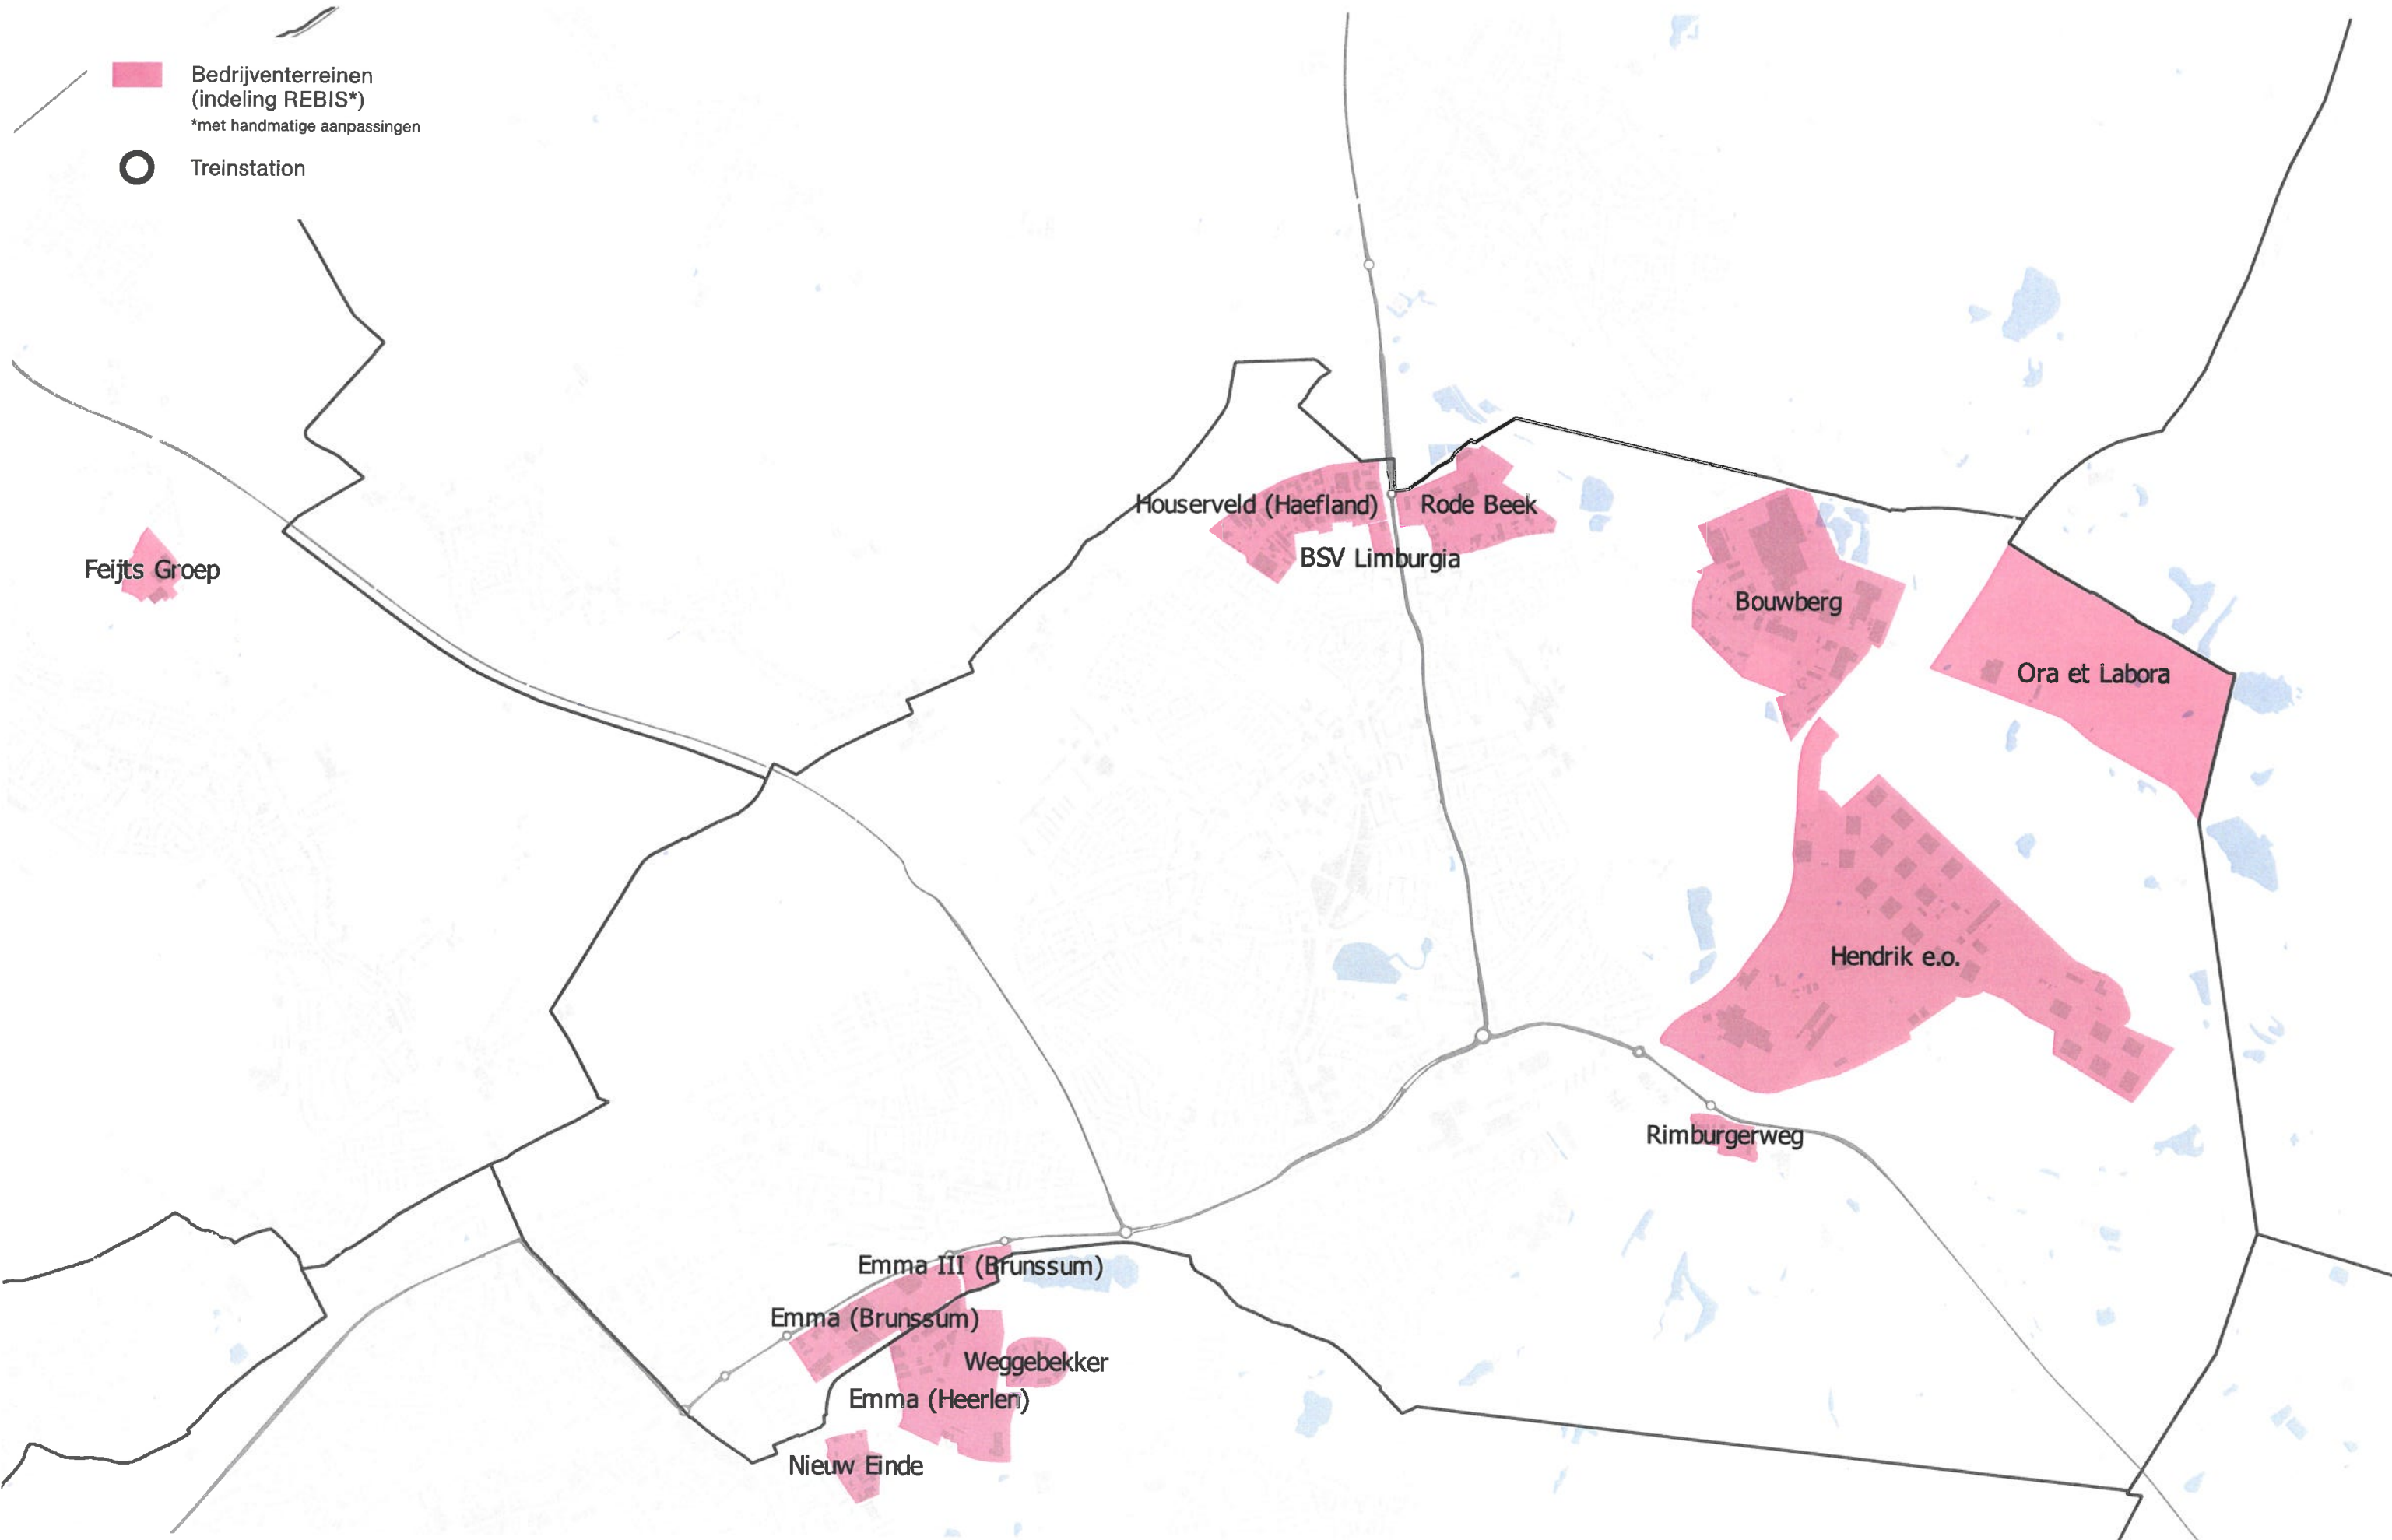 Bedrijventerreinen
(indeling REBIS*)
*met handmatige aanpassingen
Treinstation
Houserveld (Haefland)
Rode Beek
BSV Limburgia
Feijts Groep
Bouwberg
Ora et Labora
Hendrik e.o.
Rimburgerweg
Emma III (Brunssum)
Emma (Brunssum)
Weggebekker
Emma (Heerlen)
Nieuw Einde